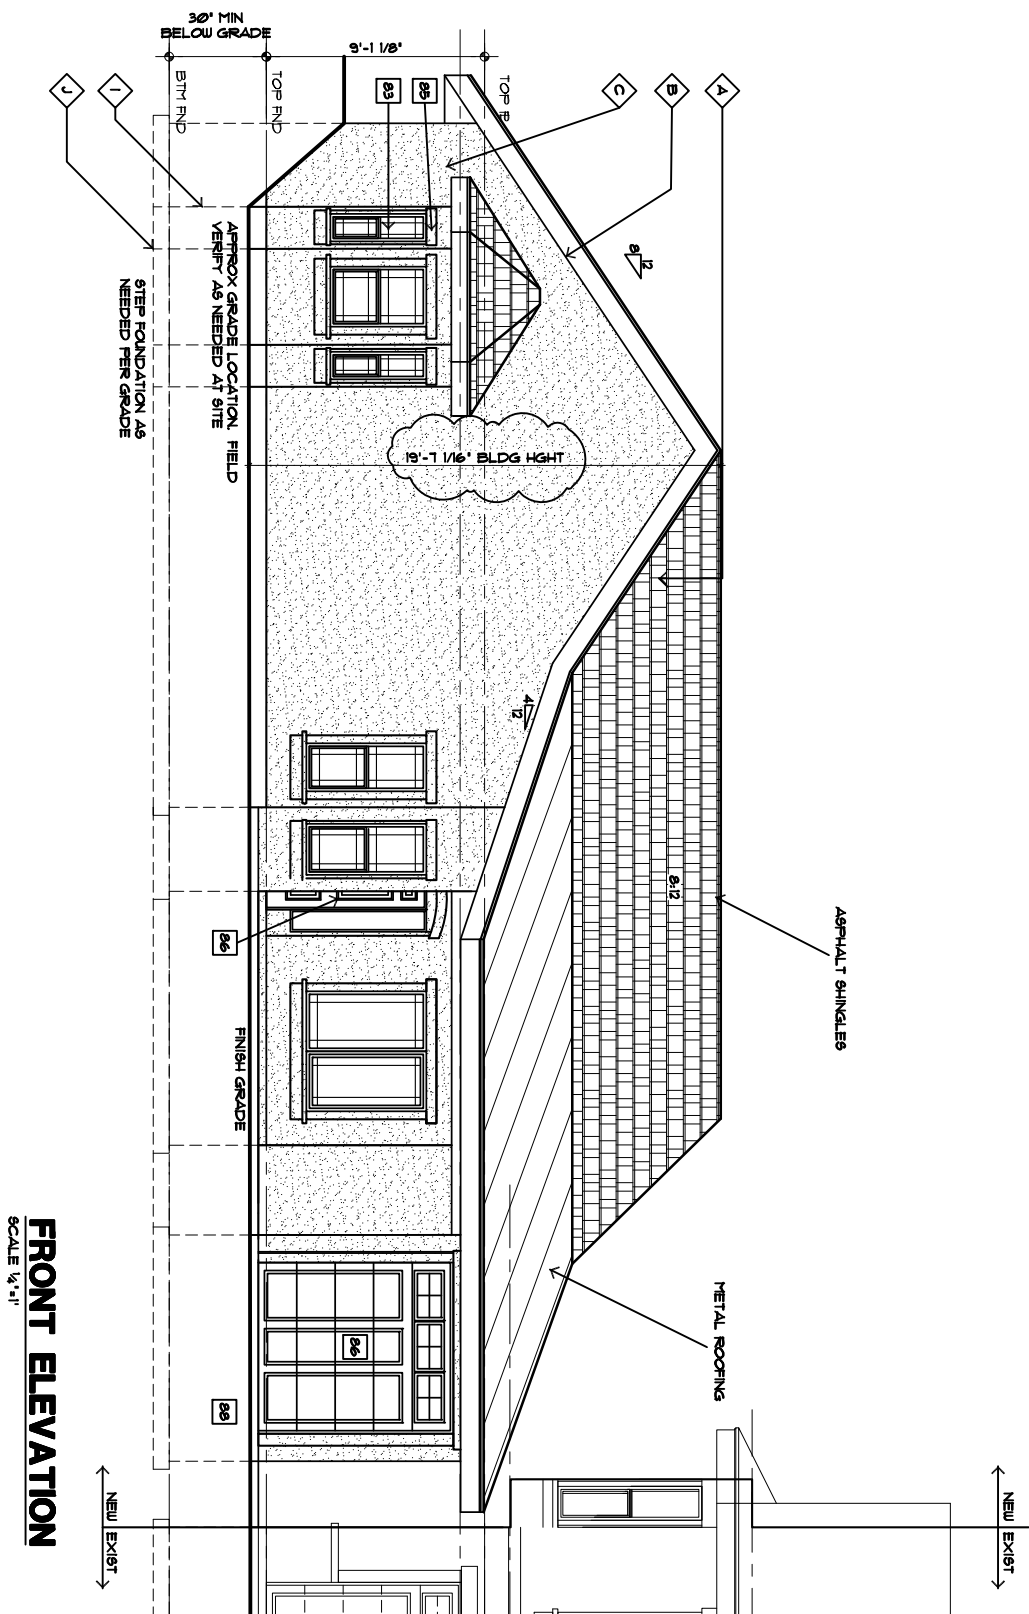 A
B
C
8
12
ASPHALT SHINGLES
8:12
METAL ROOFING
NEW
EXIST
4
12
TOP PL
9'-1 1/8"
19'-7 1/16" BLDG HGHT
85
83
TOP FND
30" MIN
BELOW GRADE
BTM FND
I
J
APPROX GRADE LOCATION. FIELD
VERIFY AS NEEDED AT SITE
STEP FOUNDATION AS
NEEDED PER GRADE
86
FINISH GRADE
86
88
NEW
EXIST
FRONT ELEVATION
SCALE ¼"=1'